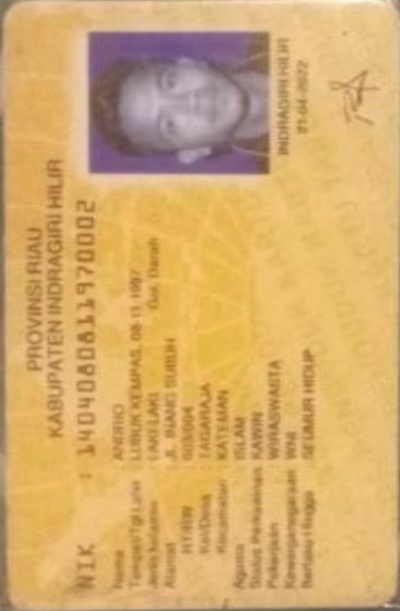 PROVINSI RIAU
KABUPATEN INDRAGIRI HILIR
NIK : 1404080811970002
Nama : ANDRIO
Tempat/Tgl Lahir : LUBUK KEMPAS, 08-11-1997
Jenis Kelamin : LAKI-LAKI Gol. Darah
Alamat : JL. INANG SUBUH
RT/RW : 003/004
Kel/Desa : TAGARAJA
Kecamatan : KATEMAN
Agama : ISLAM
Status Perkawinan : KAWIN
Pekerjaan : WIRASWASTA
Kewarganegaraan : WNI
Berlaku Hingga : SEUMUR HIDUP
INDRAGIRI HILIR
21-04-2022